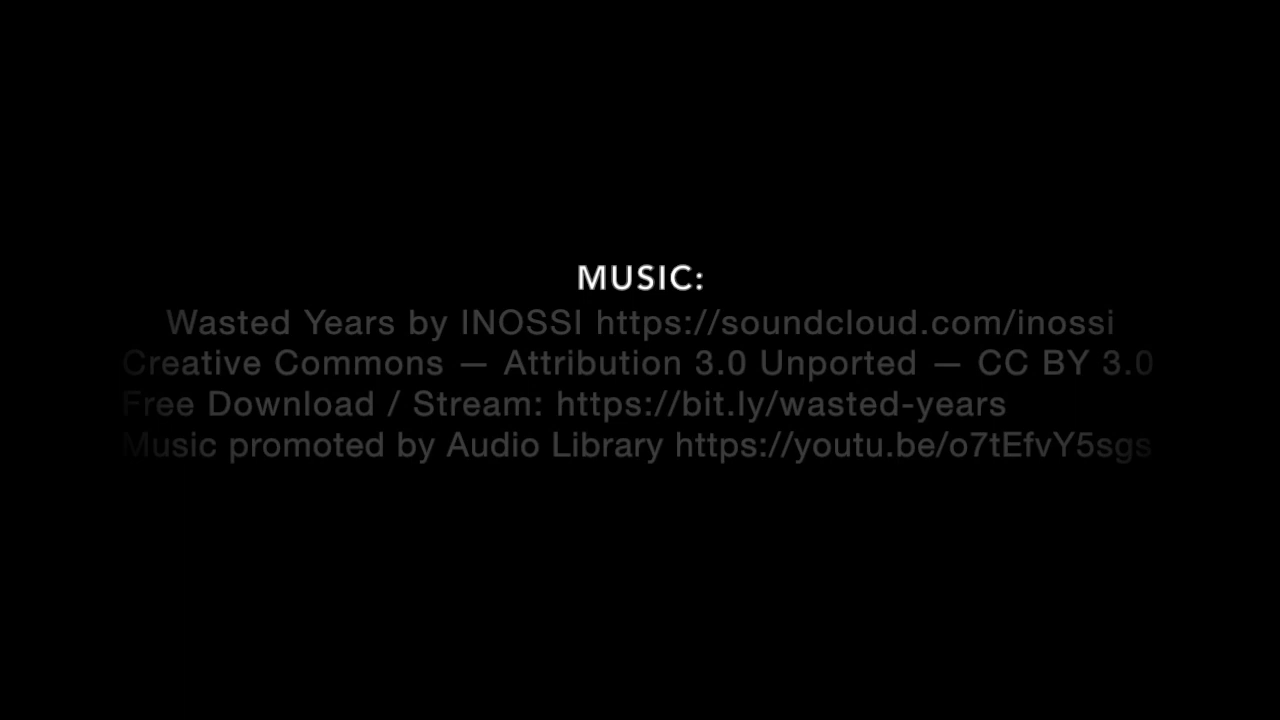 MUSIC:
Wasted Years by INOSSI https://soundcloud.com/inossi
Creative Commons — Attribution 3.0 Unported — CC BY 3.0
Free Download / Stream: https://bit.ly/wasted-years
Music promoted by Audio Library https://youtu.be/o7tEfvY5sgs